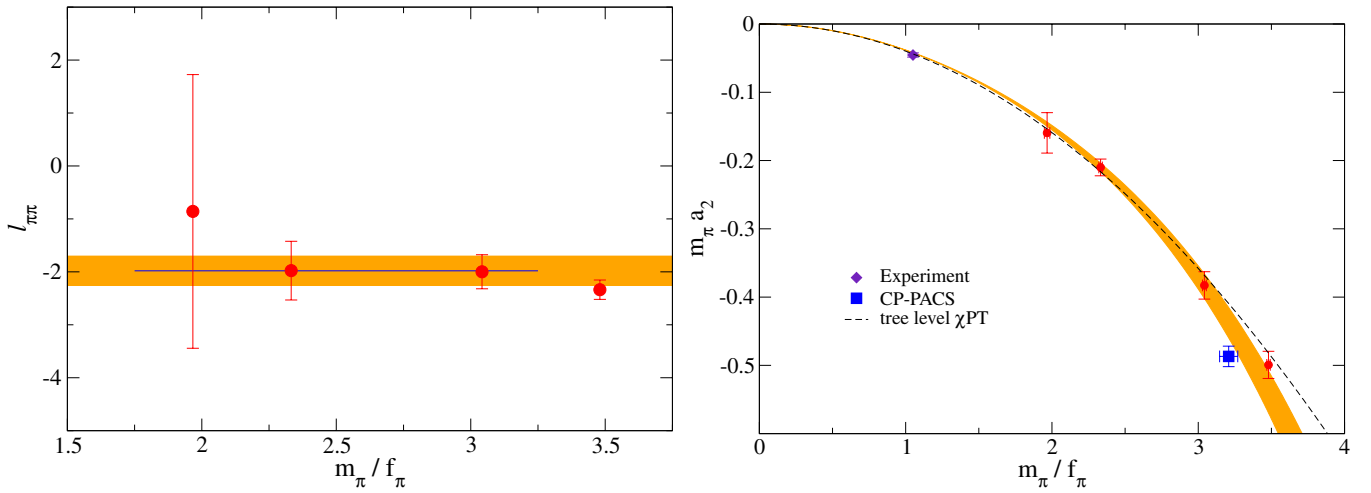 2
0
-2
-4
l_ππ
1.5 2 2.5 3 3.5
m_π / f_π
0
-0.1
-0.2
-0.3
-0.4
-0.5
m_π a_2
Experiment
CP-PACS
tree level χPT
0 1 2 3 4
m_π / f_π